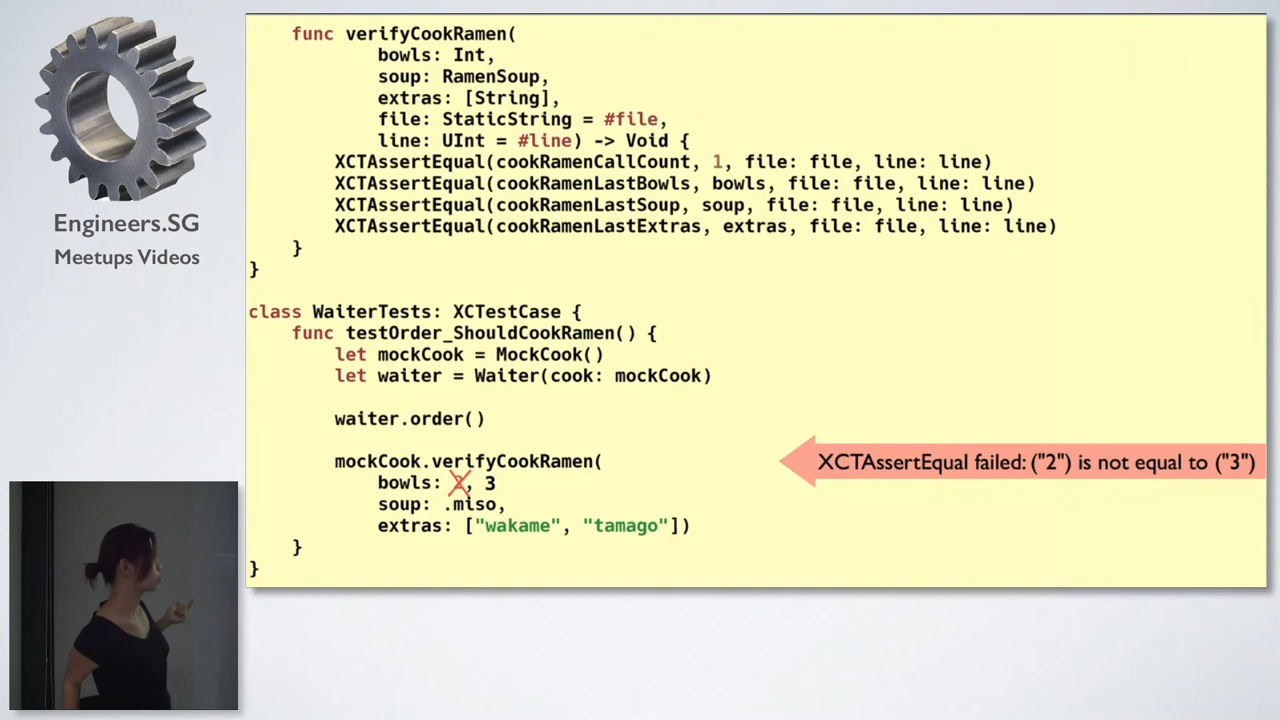 func verifyCookRamen(
bowls: Int,
soup: RamenSoup,
extras: [String],
file: StaticString = #file,
line: UInt = #line) -> Void {
XCTAssertEqual(cookRamenCallCount, 1, file: file, line: line)
XCTAssertEqual(cookRamenLastBowls, bowls, file: file, line: line)
XCTAssertEqual(cookRamenLastSoup, soup, file: file, line: line)
XCTAssertEqual(cookRamenLastExtras, extras, file: file, line: line)
}
}
class WaiterTests: XCTestCase {
func testOrder_ShouldCookRamen() {
let mockCook = MockCook()
let waiter = Waiter(cook: mockCook)
waiter.order()
mockCook.verifyCookRamen(
bowls: 2, 3
soup: .miso,
extras: ["wakame", "tamago"])
}
}
XCTAssertEqual failed: ("2") is not equal to ("3")
Engineers.SG
Meetups Videos